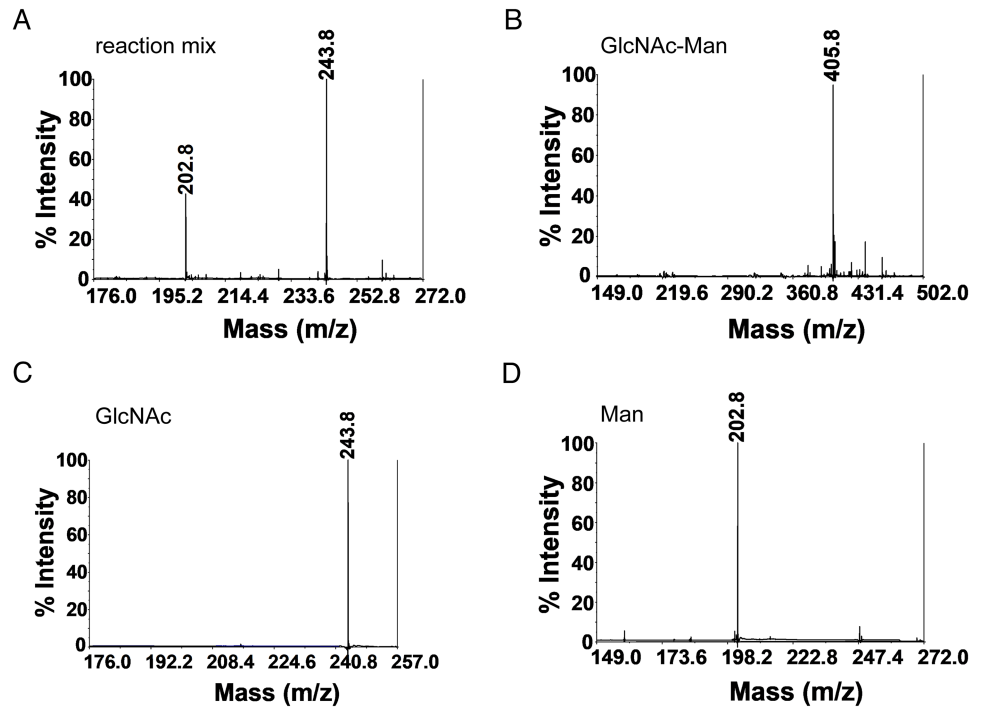 A
reaction mix
243.8
202.8
100
80
60
40
20
0
% Intensity
176.0 195.2 214.4 233.6 252.8 272.0
Mass (m/z)
B
GlcNAc-Man
405.8
100
80
60
40
20
0
% Intensity
149.0 219.6 290.2 360.8 431.4 502.0
Mass (m/z)
C
GlcNAc
243.8
100
80
60
40
20
0
% Intensity
176.0 192.2 208.4 224.6 240.8 257.0
Mass (m/z)
D
Man
202.8
100
80
60
40
20
0
% Intensity
149.0 173.6 198.2 222.8 247.4 272.0
Mass (m/z)